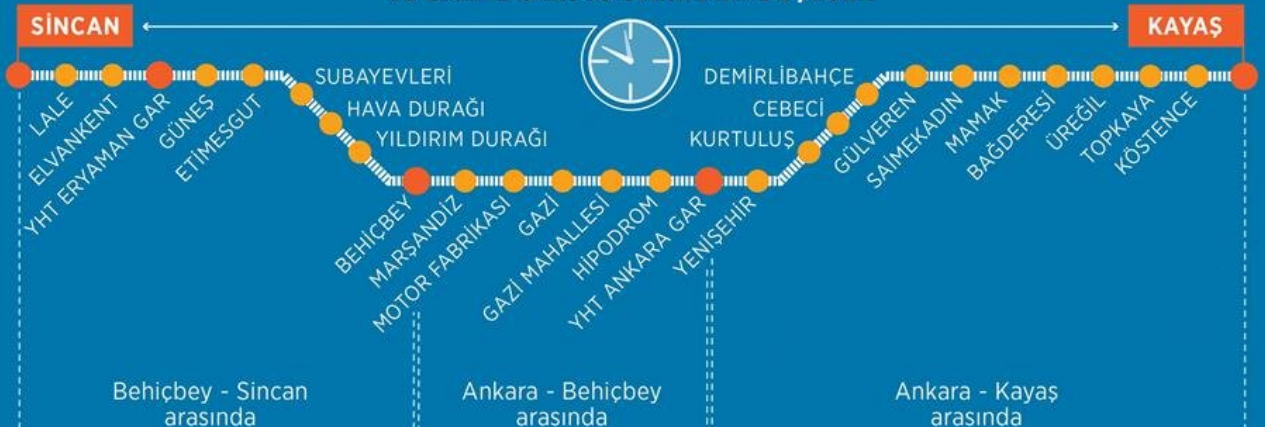 SİNCAN
KAYAŞ
LALE
ELVANKENT
YHT ERYAMAN GAR
GÜNEŞ
ETİMESGUT
SUBAYEVLERİ
HAVA DURAĞI
YILDIRIM DURAĞI
BEHİÇBEY
MARŞANDİZ
MOTOR FABRİKASI
GAZİ
GAZİ MAHALLESİ
HİPODROM
YHT ANKARA GAR
YENİŞEHİR
KURTULUŞ
CEBECİ
DEMİRLİBAHÇE
GÜLVEREN
SAİMEKADIN
MAMAK
BAĞDERESİ
ÜREĞİL
TOPKAYA
KÖSTENCE
Behiçbey - Sincan
arasında
Ankara - Behiçbey
arasında
Ankara - Kayaş
arasında